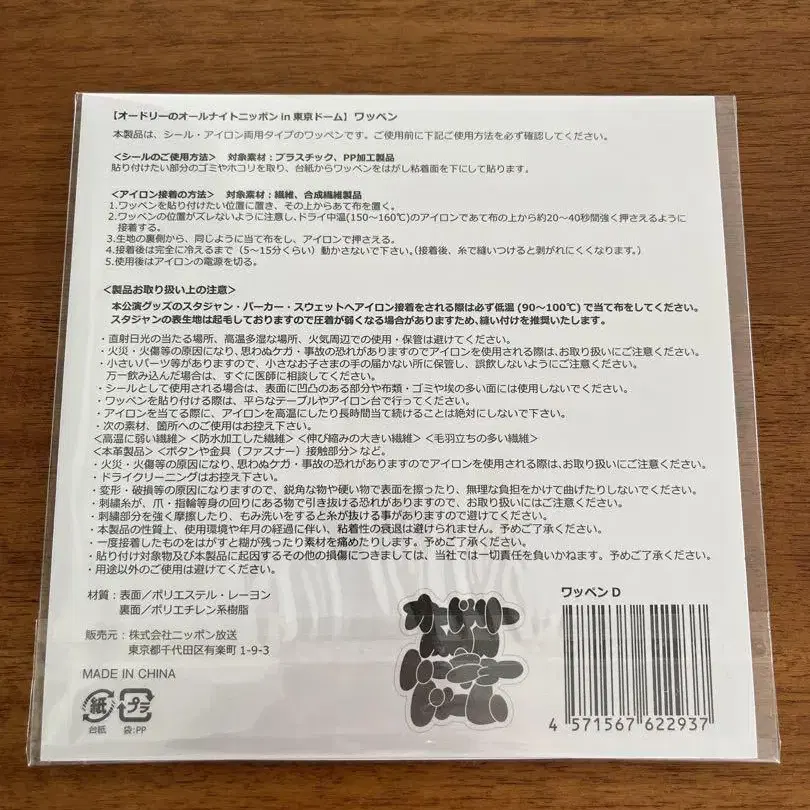 【オードリーのオールナイトニッポン in 東京ドーム】ワッペン
本製品は、シール・アイロン両用タイプのワッペンです。ご使用前に下記ご使用方法を必ず確認してください。
＜シールのご使用方法＞ 対象素材：プラスチック、PP加工製品
貼り付けたい部分のゴミやホコリを取り、台紙からワッペンをはがし粘着面を下にして貼ります。
＜アイロン接着の方法＞ 対象素材：繊維、合成繊維製品
1.ワッペンを貼り付けたい位置に置き、その上からあて布を置く。
2.ワッペンの位置がズレないように注意し、ドライ中温(150～160℃)のアイロンであて布の上から約20～40秒間強く押さえるように
接着する。
3.生地の裏側から、同じように当て布をし、アイロンで押さえる。
4.接着後は完全に冷えるまで（5～15分くらい）動かさないで下さい。（接着後、糸で縫いつけると剥がれにくくなります。）
5.使用後はアイロンの電源を切る。
＜製品お取り扱い上の注意＞
本公演グッズのスタジャン・パーカー・スウェットへアイロン接着をされる際は必ず低温 (90～100℃) で当て布をしてください。
スタジャンの表生地は起毛しておりますので圧着が弱くなる場合がありますため、縫い付けを推奨いたします。
・直射日光の当たる場所、高温多湿な場所、火気周辺での使用・保管は避けてください。
・火災・火傷等の原因になり、思わぬケガ・事故の恐れがありますのでアイロンを使用される際は、お取り扱いにご注意ください。
・小さいパーツ等がありますので、小さなお子さまの手の届かない所に保管し、誤飲しないようにご注意ください。
万一飲み込んだ場合は、すぐに医師に相談してください。
・シールとして使用される場合は、表面に凹凸のある部分や布類・ゴミや埃の多い面には使用しないでください。
・ワッペンを貼り付ける際は、平らなテーブルやアイロン台で行ってください。
・アイロンを当てる際に、アイロンを高温にしたり長時間当て続けることは絶対にしないで下さい。
・次の素材、箇所へのご使用はお控え下さい。
＜高温に弱い繊維＞＜防水加工した繊維＞＜伸び縮みの大きい繊維＞＜毛羽立ちの多い繊維＞
＜本革製品＞＜ボタンや金具（ファスナー）接触部分＞など。
・火災・火傷等の原因になり、思わぬケガ・事故の恐れがありますのでアイロンを使用される際は、お取り扱いにご注意ください。
・ドライクリーニングはお控え下さい。
・変形・破損等の原因になりますので、鋭角な物や硬い物で表面を擦ったり、無理な負担をかけて曲げたりしないでください。
・刺繍糸が、爪・指輪等身の回りにある物で引き抜ける恐れがありますので、お取り扱いにはご注意ください。
・刺繍部分を強く摩擦したり、もみ洗いをすると糸が抜ける事がありますのでご注意ください。
・本製品の性質上、使用環境や年月の経過に伴い、粘着性の衰退は避けられません。予めご了承ください。
・一度接着したものをはがすと糊が残ったり素材を痛めたりします。予めご了承ください。
・貼り付け対象物及び本製品に起因するその他の損傷につきましては、当社では一切責任を負いかねます。予めご了承ください。
・用途以外のご使用は避けてください。
材質：表面／ポリエステル・レーヨン
裏面／ポリエチレン系樹脂
販売元：株式会社ニッポン放送
東京都千代田区有楽町 1-9-3
MADE IN CHINA
紙
プラ
台紙
袋:PP
ワッペン D
4 571567 622937